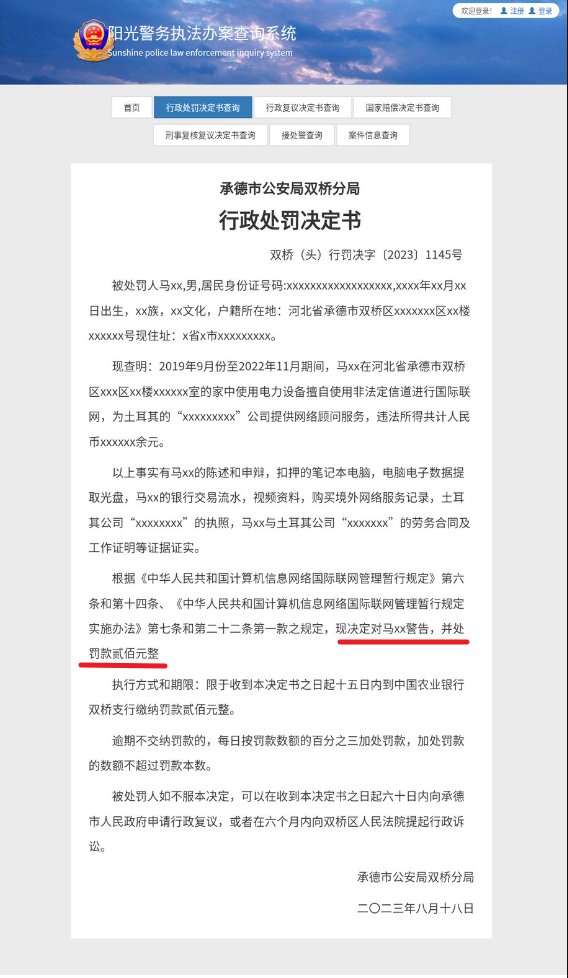 欢迎登录! 注册 登录
阳光警务执法办案查询系统
Sunshine police law enforcement inquiry system
首页 行政处罚决定书查询 行政复议决定书查询 国家赔偿决定书查询
刑事复核复议决定书查询 接处警查询 案件信息查询
承德市公安局双桥分局
行政处罚决定书
双桥（头）行罚决字〔2023〕1145号
被处罚人马xx,男,居民身份证号码:xxxxxxxxxxxxxxxxxx,xxxx年xx月xx
日出生，xx族，xx文化，户籍所在地：河北省承德市双桥区xxxxxxx区xx楼
xxxxxx号现住址：x省x市xxxxxxxxx。
现查明：2019年9月份至2022年11月期间，马xx在河北省承德市双桥
区xxx区xx楼xxxxxx室的家中使用电力设备擅自使用非法定信道进行国际联
网，为土耳其的“xxxxxxxxx”公司提供网络顾问服务，违法所得共计人民
币xxxxxx余元。
以上事实有马xx的陈述和申辩，扣押的笔记本电脑，电脑电子数据提
取光盘，马xx的银行交易流水，视频资料，购买境外网络服务记录，土耳
其公司“xxxxxxxx”的执照，马xx与土耳其公司“xxxxxxx”的劳务合同及
工作证明等证据证实。
根据《中华人民共和国计算机信息网络国际联网管理暂行规定》第六
条和第十四条、《中华人民共和国计算机信息网络国际联网管理暂行规定
实施办法》第七条和第二十二条第一款之规定，现决定对马xx警告，并处
罚款贰佰元整
执行方式和期限：限于收到本决定书之日起十五日内到中国农业银行
双桥支行缴纳罚款贰佰元整。
逾期不交纳罚款的，每日按罚款数额的百分之三加处罚款，加处罚款
的数额不超过罚款本数。
被处罚人如不服本决定，可以在收到本决定书之日起六十日内向承德
市人民政府申请行政复议，或者在六个月内向双桥区人民法院提起行政诉
讼。
承德市公安局双桥分局
二〇二三年八月十八日